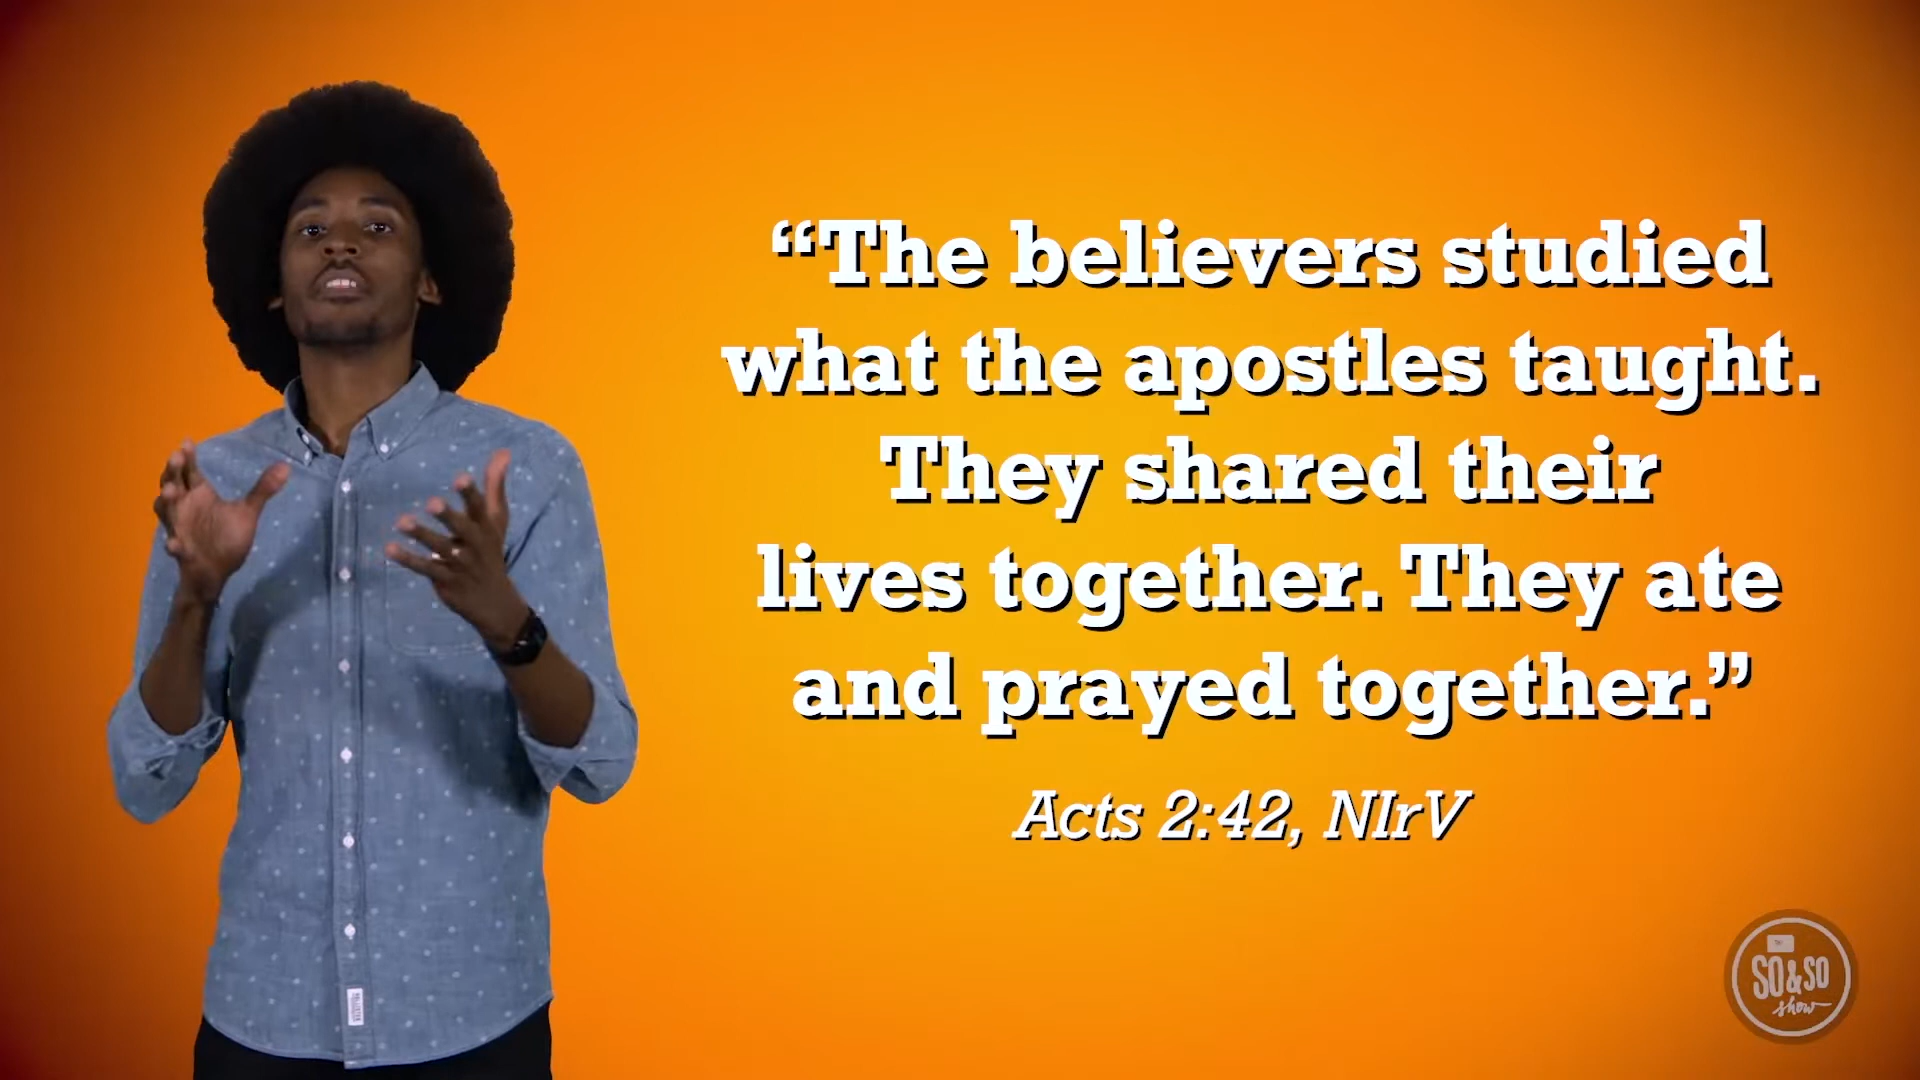 “The believers studied
what the apostles taught.
They shared their
lives together. They ate
and prayed together.”
Acts 2:42, NIrV
SO & SO
show